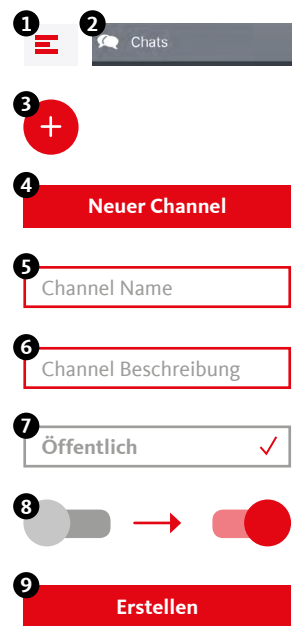 1
2
Chats
3
+
4
Neuer Channel
5
Channel Name
6
Channel Beschreibung
7
Öffentlich
8
9
Erstellen